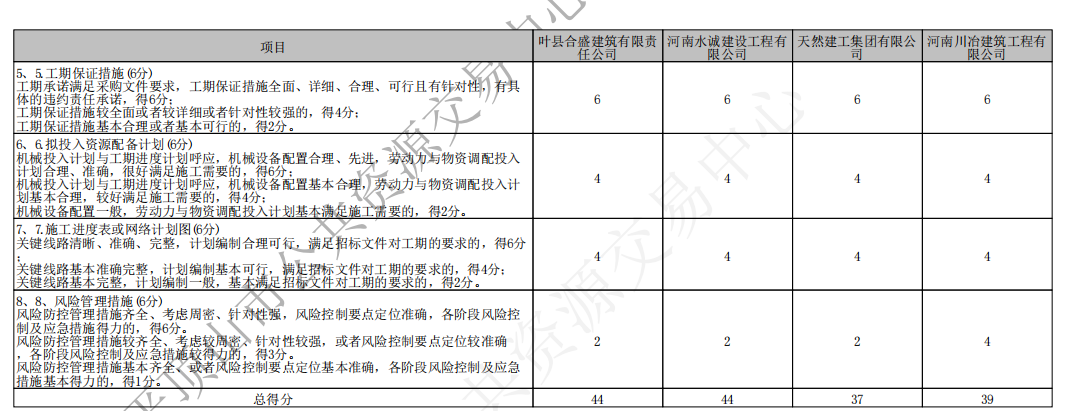 项目 叶县合盛建筑有限责任公司 河南水诚建设工程有限公司 天然建工集团有限公司 河南川冶建筑工程有限公司
5、5.工期保证措施(6分)
工期承诺满足采购文件要求，工期保证措施全面、详细、合理、可行且有针对性，有具
体的违约责任承诺，得6分；
工期保证措施较全面或者较详细或者针对性较强的，得4分；
工期保证措施基本合理或者基本可行的，得2分。
6 6 6 6
6、6.拟投入资源配备计划(6分)
机械投入计划与工期进度计划呼应，机械设备配置合理、先进，劳动力与物资调配投入
计划合理、准确，很好满足施工需要的，得6分；
机械投入计划与工期进度计划呼应，机械设备配置基本合理，劳动力与物资调配投入计
划基本合理，较好满足施工需要的，得4分；
机械设备配置一般，劳动力与物资调配投入计划基本满足施工需要的，得2分。
4 4 4 4
7、7.施工进度表或网络计划图(6分)
关键线路清晰、准确、完整，计划编制合理可行，满足招标文件对工期的要求的，得6分
；
关键线路基本准确完整，计划编制基本可行，满足招标文件对工期的要求的，得4分；
关键线路基本完整，计划编制一般，基本满足招标文件对工期的要求的，得2分。
4 4 4 4
8、8、风险管理措施(6分)
风险防控管理措施齐全、考虑周密、针对性强，风险控制要点定位准确，各阶段风险控
制及应急措施得力的，得6分。
风险防控管理措施较齐全、考虑较周密、针对性较强，或者风险控制要点定位较准确
，各阶段风险控制及应急措施较得力的，得3分。
风险防控管理措施基本齐全、或者风险控制要点定位基本准确，各阶段风险控制及应急
措施基本得力的，得1分。
2 2 2 4
总得分 44 44 37 39
平顶山市公共资源交易中心
共资源交易中心